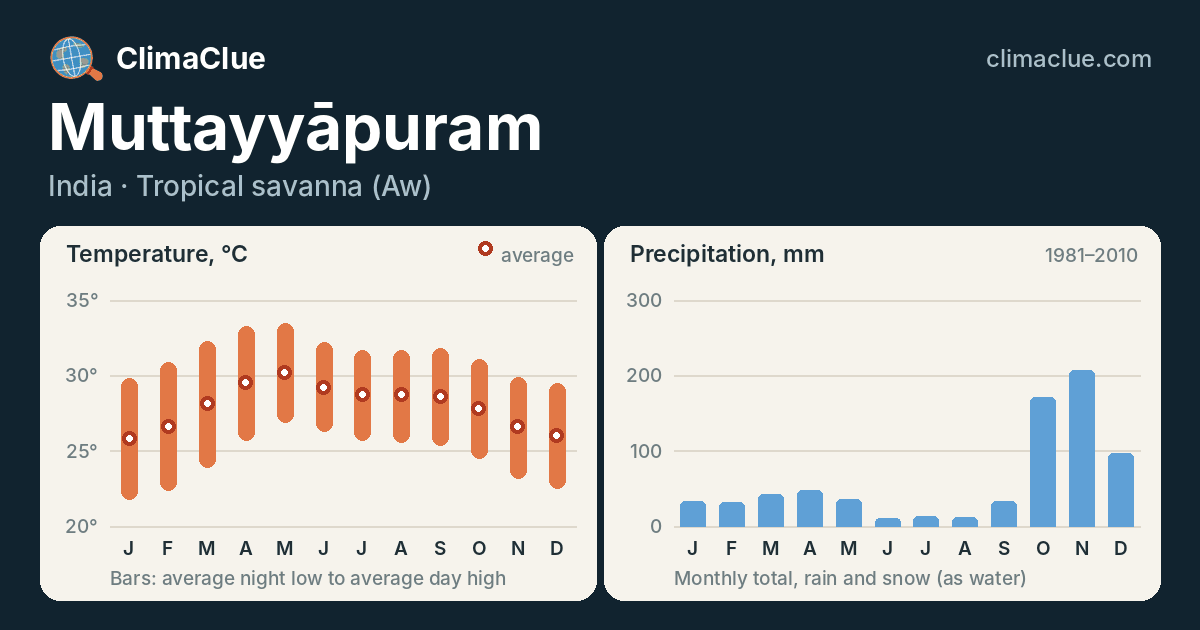 ClimaClue
climaclue.com
Muttayyāpuram
India · Tropical savanna (Aw)
Temperature, °C
average
35°
30°
25°
20°
J F M A M J J A S O N D
Bars: average night low to average day high
Precipitation, mm
1981–2010
300
200
100
0
J F M A M J J A S O N D
Monthly total, rain and snow (as water)